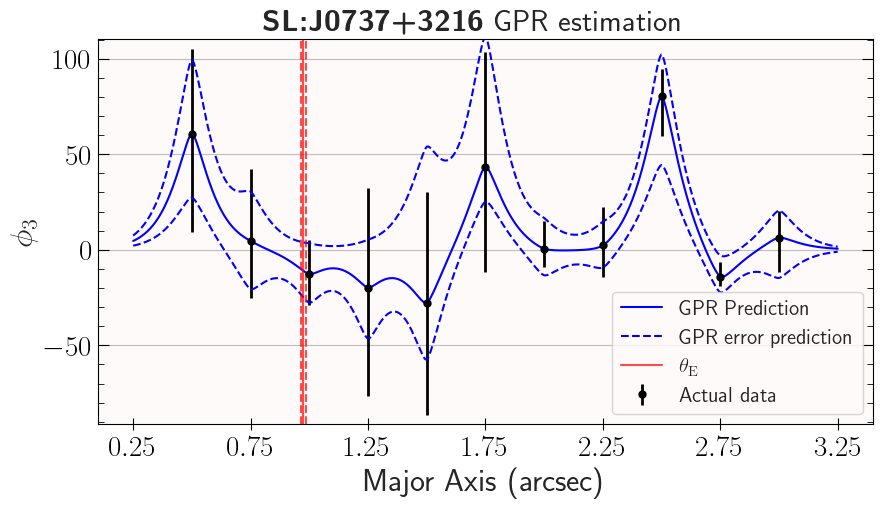 SL:J0737+3216 GPR estimation
100
50
0
−50
ϕ₃
0.25 0.75 1.25 1.75 2.25 2.75 3.25
Major Axis (arcsec)
GPR Prediction
GPR error prediction
θ_E
Actual data